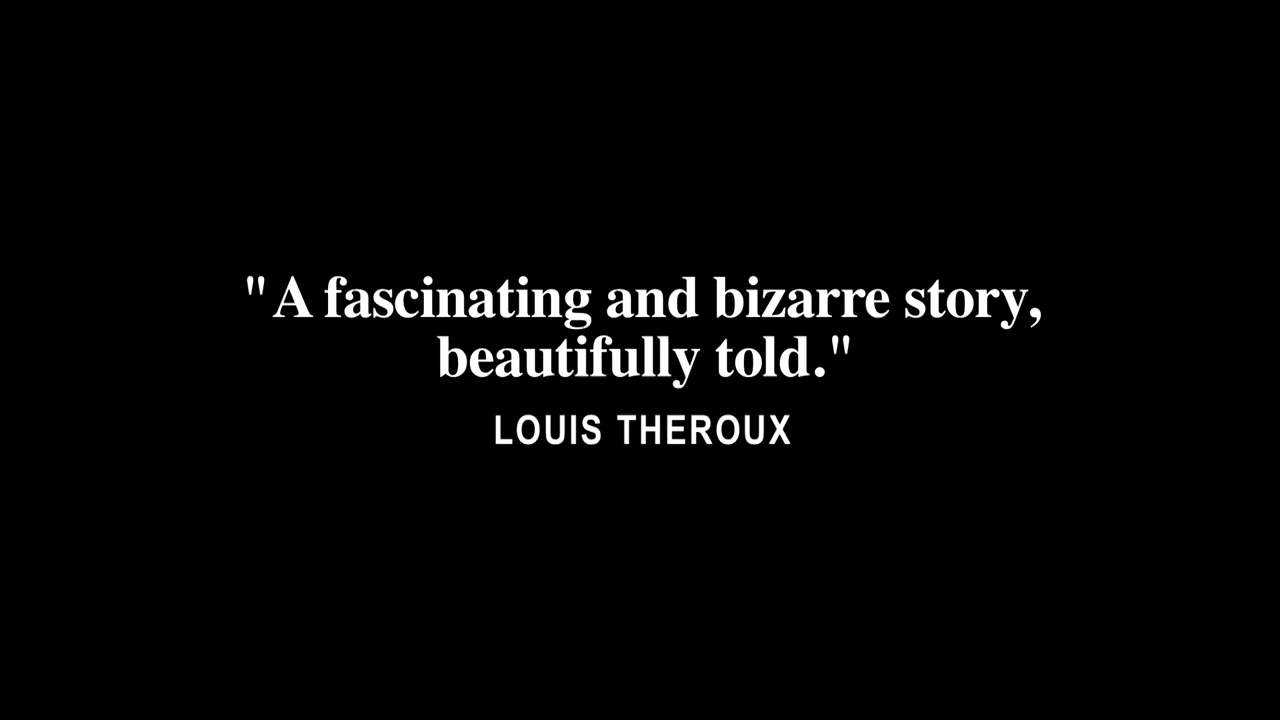 "A fascinating and bizarre story,
beautifully told."
LOUIS THEROUX